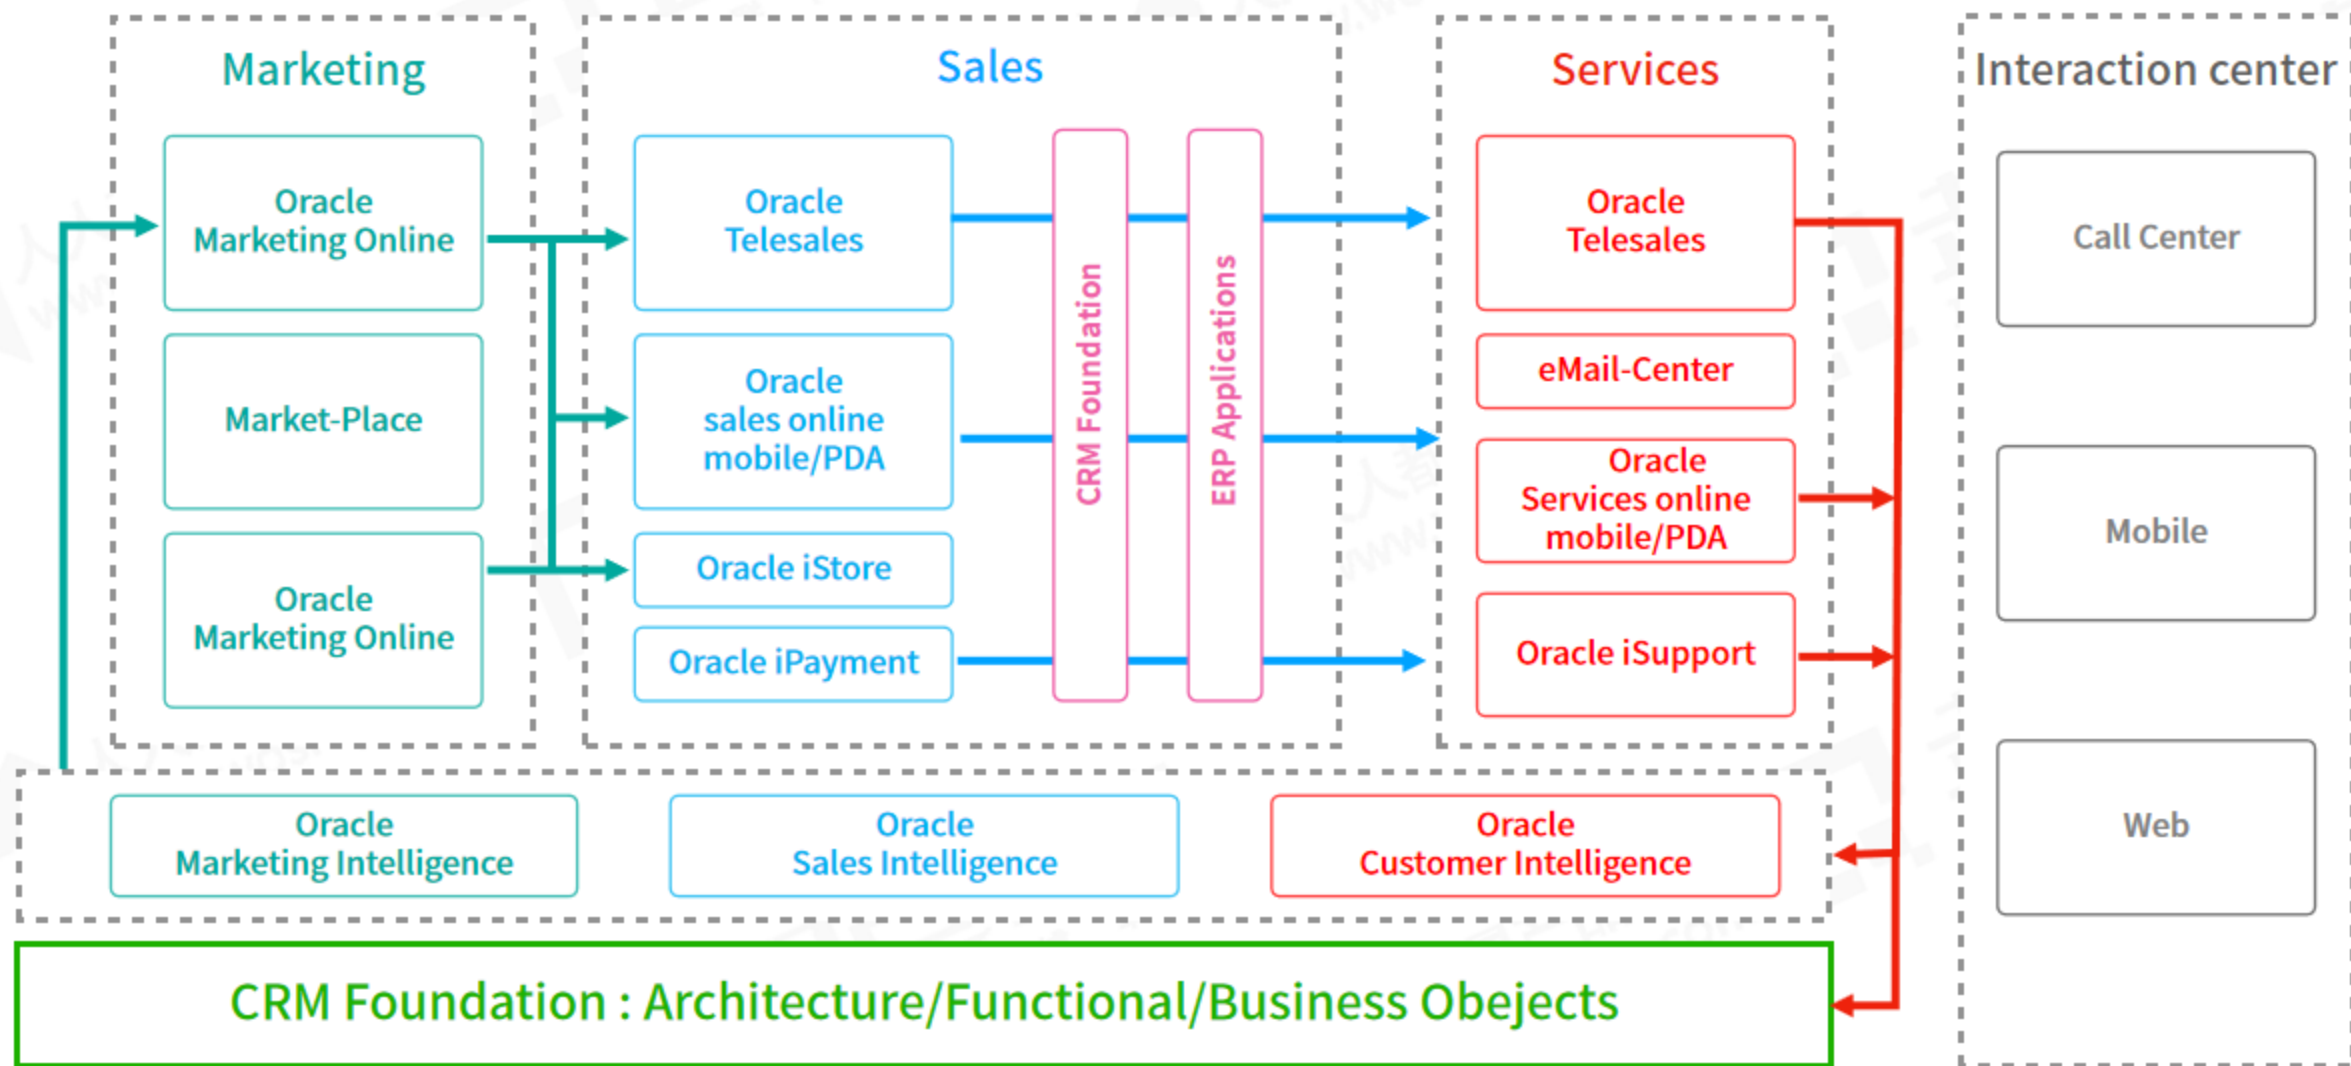 Marketing
Oracle
Marketing Online
Market-Place
Oracle
Marketing Online
Sales
Oracle
Telesales
Oracle
sales online
mobile/PDA
Oracle iStore
Oracle iPayment
CRM Foundation
ERP Applications
Services
Oracle
Telesales
eMail-Center
Oracle
Services online
mobile/PDA
Oracle iSupport
Interaction center
Call Center
Mobile
Web
Oracle
Marketing Intelligence
Oracle
Sales Intelligence
Oracle
Customer Intelligence
CRM Foundation : Architecture/Functional/Business Obejects